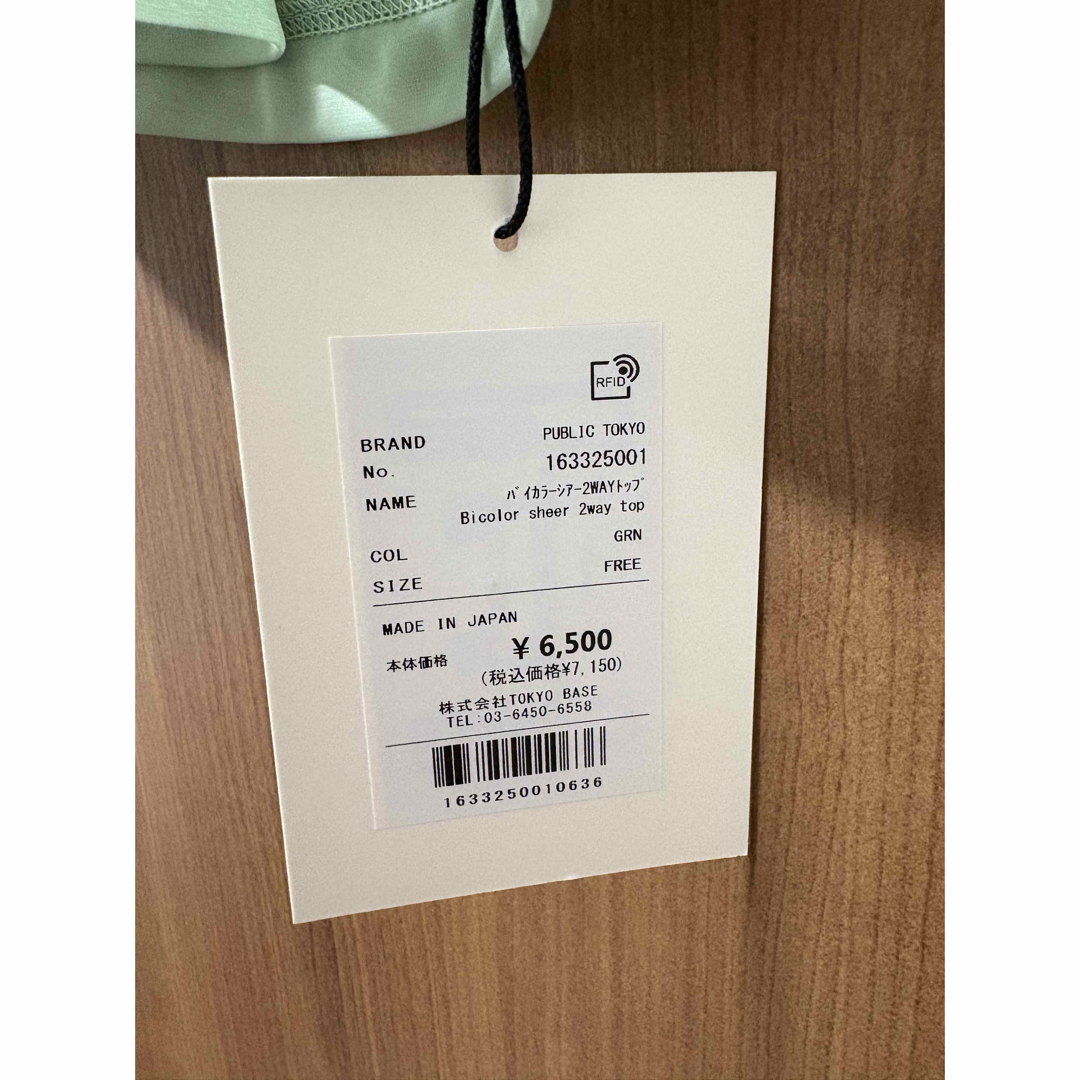 RFID
BRAND PUBLIC TOKYO
No. 163325001
NAME ﾊﾞｲｶﾗｰｼｱｰ2WAYﾄｯﾌﾟ
Bicolor sheer 2way top
COL GRN
SIZE FREE
MADE IN JAPAN
本体価格 ¥ 6,500
(税込価格¥7,150)
株式会社TOKYO BASE
TEL:03-6450-6558
1633250010636